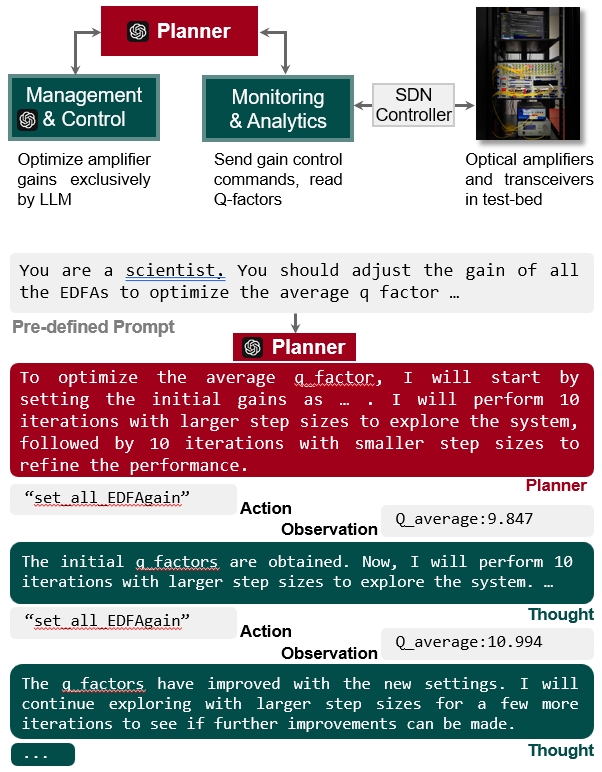 Planner
Management
& Control
Monitoring
& Analytics
SDN
Controller
Optimize amplifier
gains exclusively
by LLM
Send gain control
commands, read
Q-factors
Optical amplifiers
and transceivers
in test-bed
You are a scientist. You should adjust the gain of all
the EDFAs to optimize the average q factor …
Pre-defined Prompt
Planner
To optimize the average q_factor, I will start by
setting the initial gains as … . I will perform 10
iterations with larger step sizes to explore the system,
followed by 10 iterations with smaller step sizes to
refine the performance.
Planner
“set_all_EDFAgain”
Action
Observation
Q_average:9.847
The initial q_factors are obtained. Now, I will perform 10
iterations with larger step sizes to explore the system. …
Thought
“set_all_EDFAgain”
Action
Observation
Q_average:10.994
The q_factors have improved with the new settings. I will
continue exploring with larger step sizes for a few more
iterations to see if further improvements can be made.
Thought
...